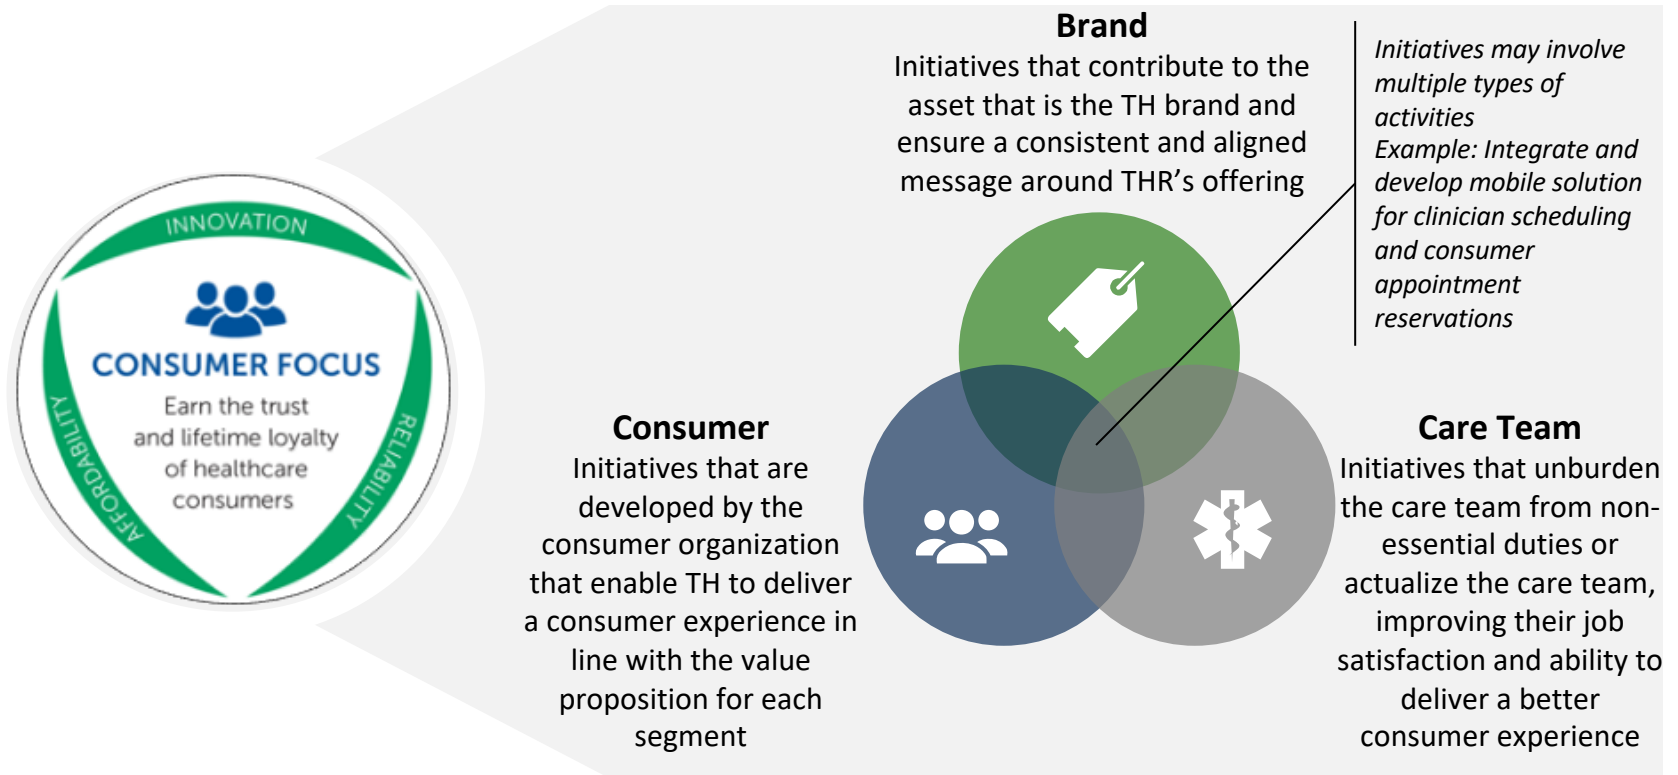 INNOVATION
CONSUMER FOCUS
Earn the trust
and lifetime loyalty
of healthcare
consumers
AFFORDABILITY
RELIABILITY
Brand
Initiatives that contribute to the
asset that is the TH brand and
ensure a consistent and aligned
message around THR’s offering
Initiatives may involve
multiple types of
activities
Example: Integrate and
develop mobile solution
for clinician scheduling
and consumer
appointment
reservations
Consumer
Initiatives that are
developed by the
consumer organization
that enable TH to deliver
a consumer experience in
line with the value
proposition for each
segment
Care Team
Initiatives that unburden
the care team from non-
essential duties or
actualize the care team,
improving their job
satisfaction and ability to
deliver a better
consumer experience